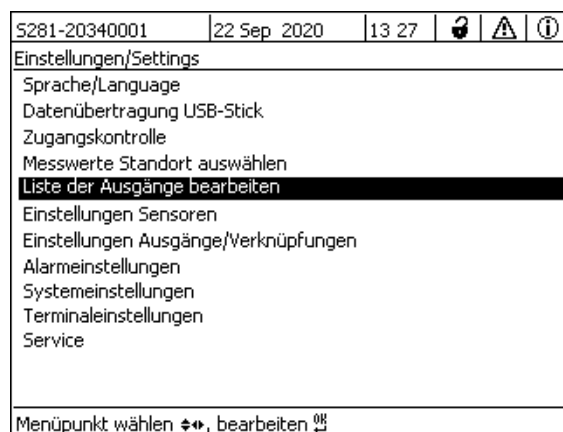 S281-20340001 22 Sep 2020 13 27
Einstellungen/Settings
Sprache/Language
Datenübertragung USB-Stick
Zugangskontrolle
Messwerte Standort auswählen
Liste der Ausgänge bearbeiten
Einstellungen Sensoren
Einstellungen Ausgänge/Verknüpfungen
Alarmeinstellungen
Systemeinstellungen
Terminaleinstellungen
Service
Menüpunkt wählen, bearbeiten OK